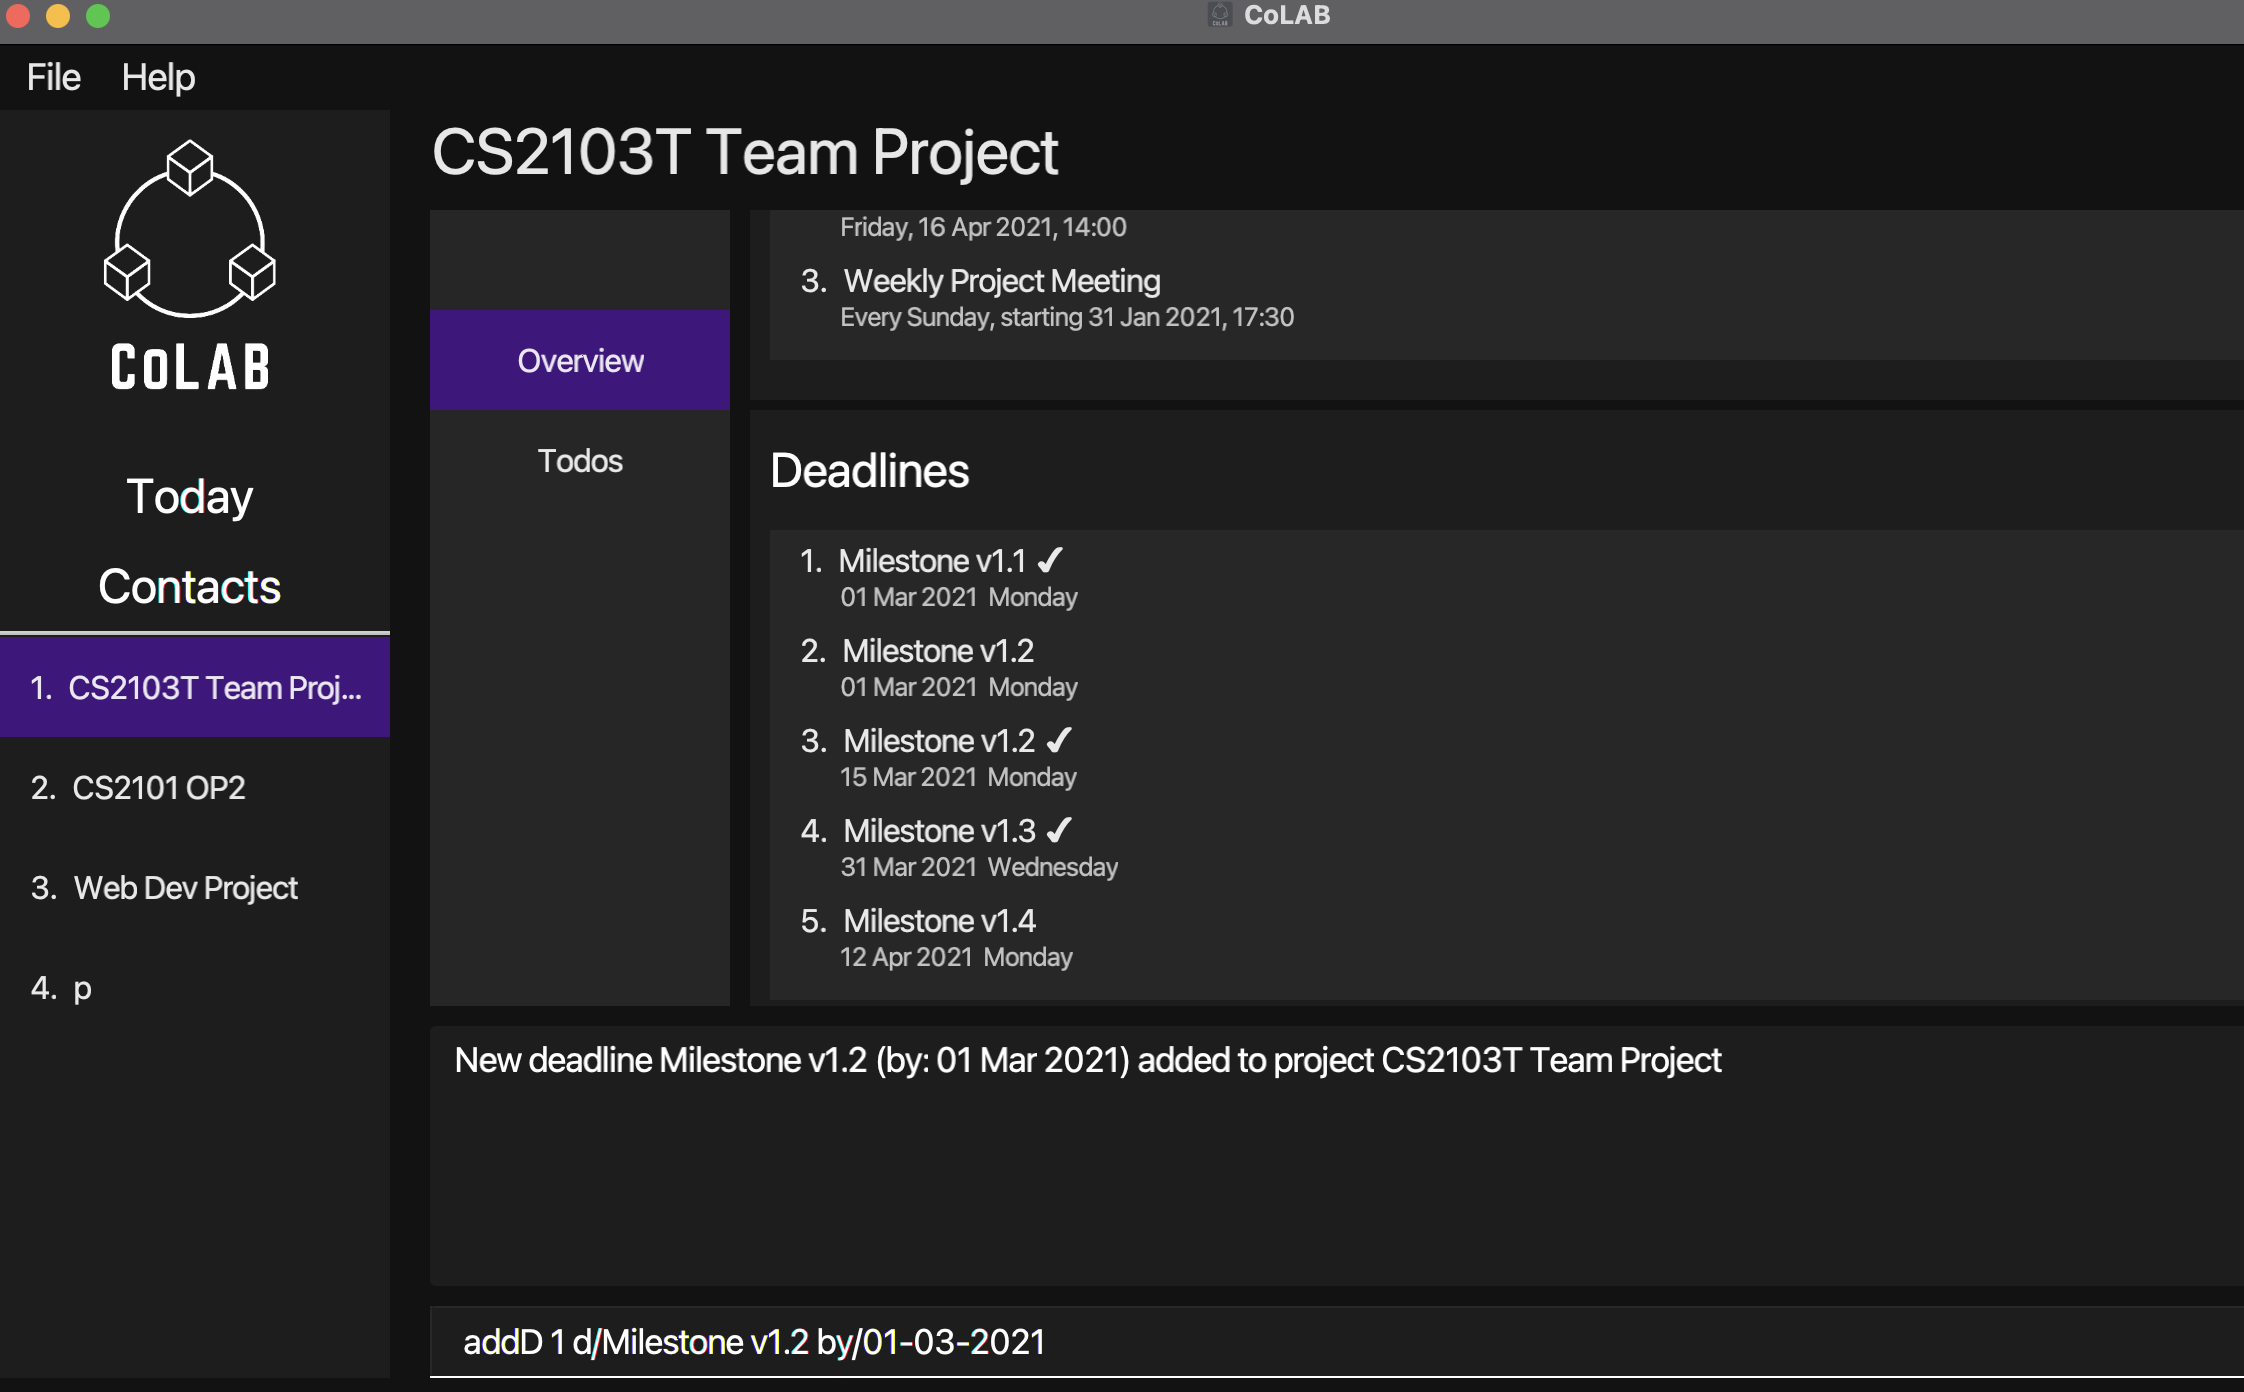 CoLAB
File Help
CoLAB
Today
Contacts
1. CS2103T Team Proj...
2. CS2101 OP2
3. Web Dev Project
4. p
CS2103T Team Project
Overview
Todos
Friday, 16 Apr 2021, 14:00
3. Weekly Project Meeting
Every Sunday, starting 31 Jan 2021, 17:30
Deadlines
1. Milestone v1.1 ✔
01 Mar 2021 Monday
2. Milestone v1.2
01 Mar 2021 Monday
3. Milestone v1.2 ✔
15 Mar 2021 Monday
4. Milestone v1.3 ✔
31 Mar 2021 Wednesday
5. Milestone v1.4
12 Apr 2021 Monday
New deadline Milestone v1.2 (by: 01 Mar 2021) added to project CS2103T Team Project
addD 1 d/Milestone v1.2 by/01-03-2021